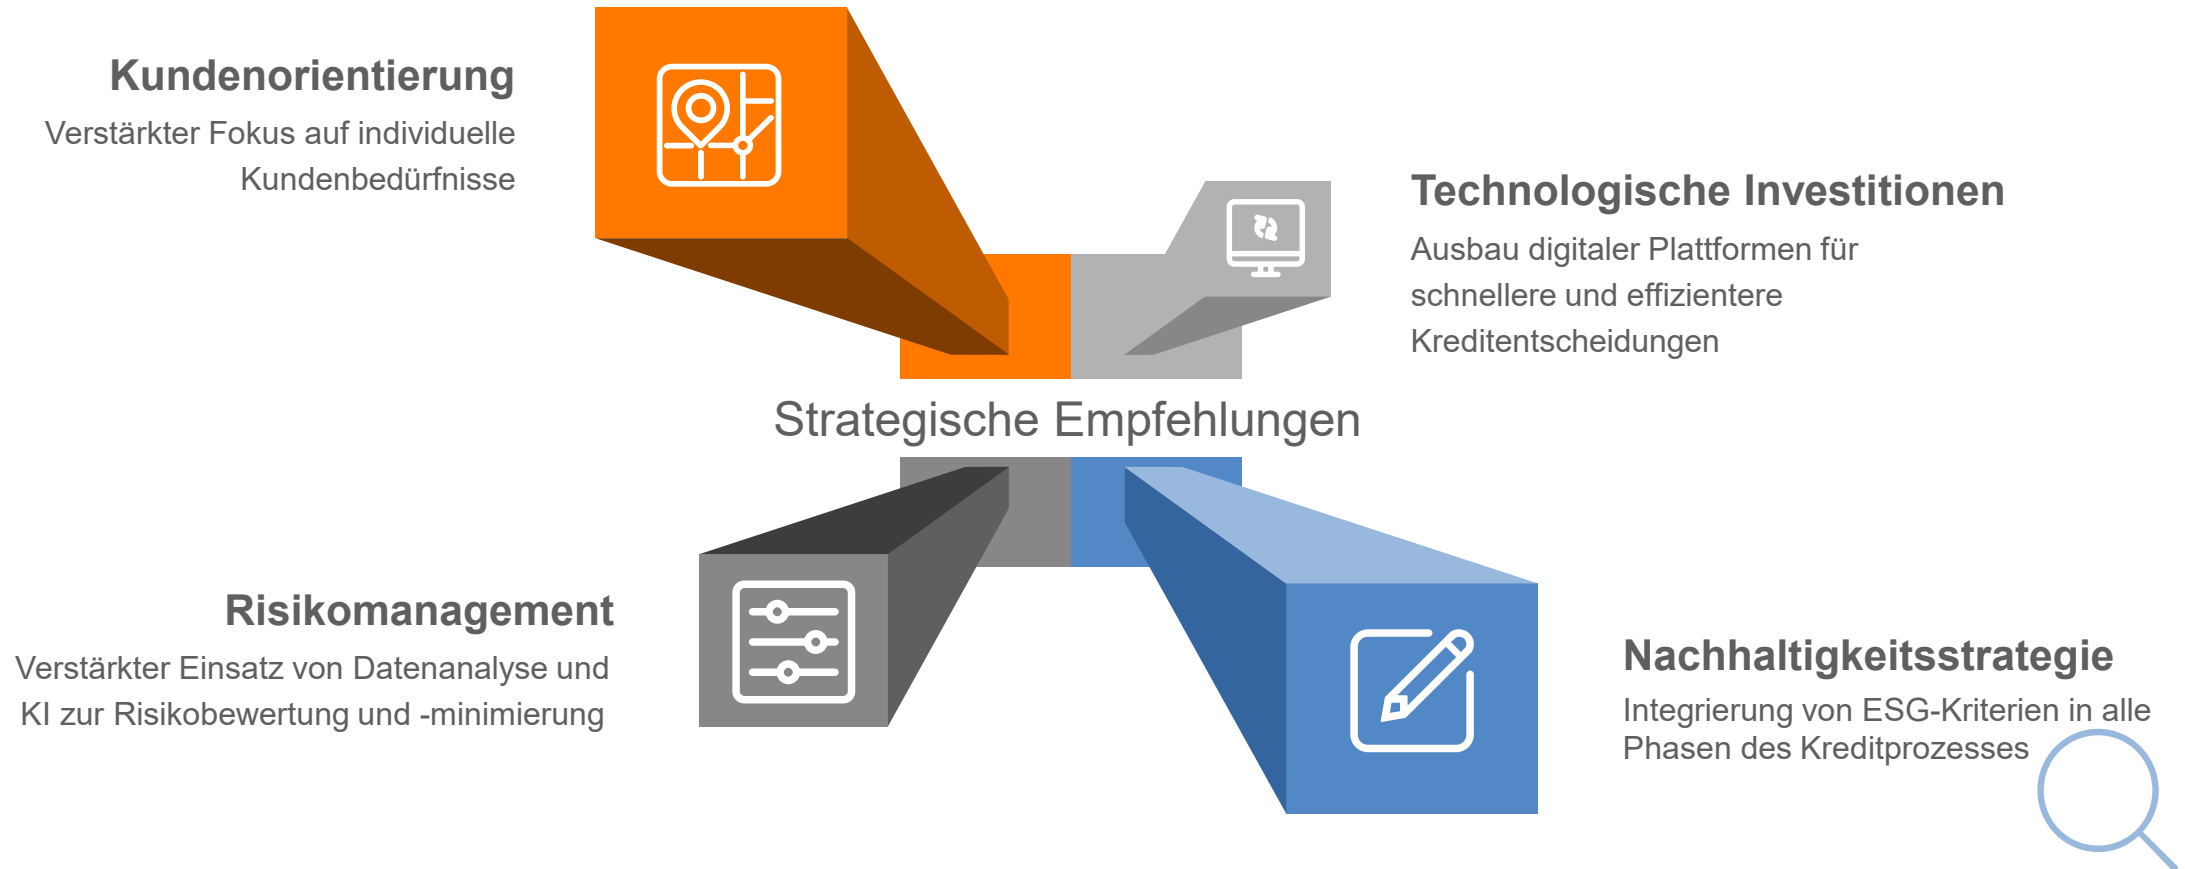 Kundenorientierung
Verstärkter Fokus auf individuelle
Kundenbedürfnisse
Technologische Investitionen
Ausbau digitaler Plattformen für
schnellere und effizientere
Kreditentscheidungen
Strategische Empfehlungen
Risikomanagement
Verstärkter Einsatz von Datenanalyse und
KI zur Risikobewertung und -minimierung
Nachhaltigkeitsstrategie
Integrierung von ESG-Kriterien in alle
Phasen des Kreditprozesses